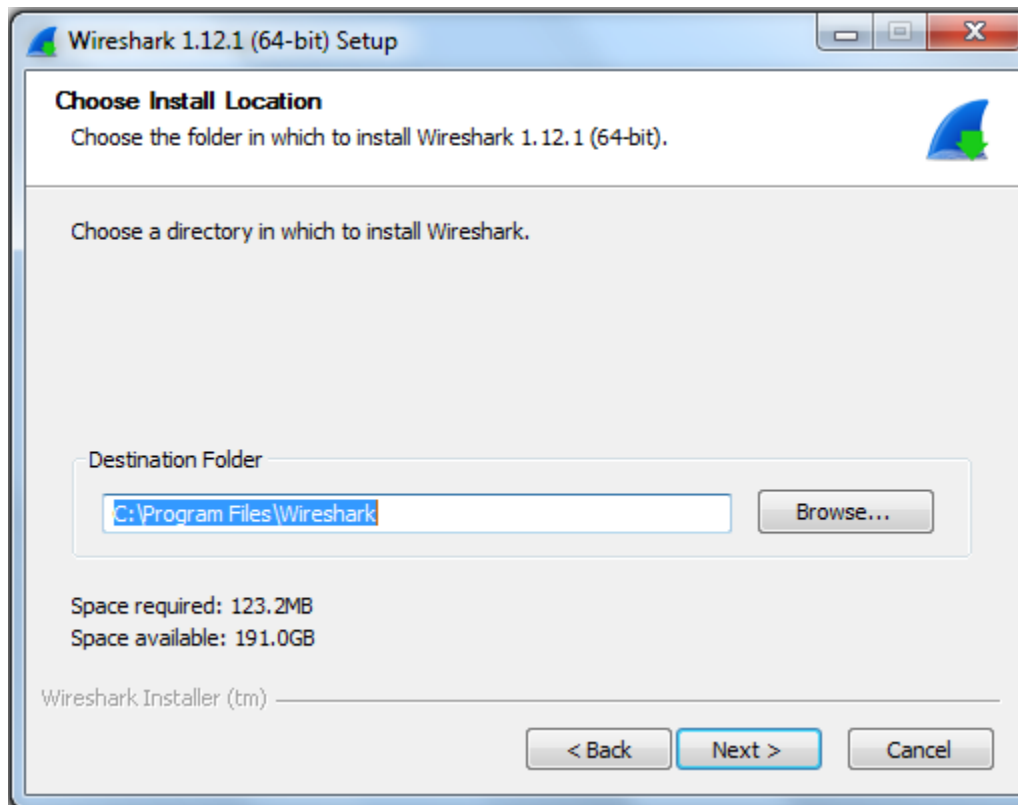 Wireshark 1.12.1 (64-bit) Setup
Choose Install Location
Choose the folder in which to install Wireshark 1.12.1 (64-bit).
Choose a directory in which to install Wireshark.
Destination Folder
C:\Program Files\Wireshark
Browse...
Space required: 123.2MB
Space available: 191.0GB
Wireshark Installer (tm)
< Back
Next >
Cancel